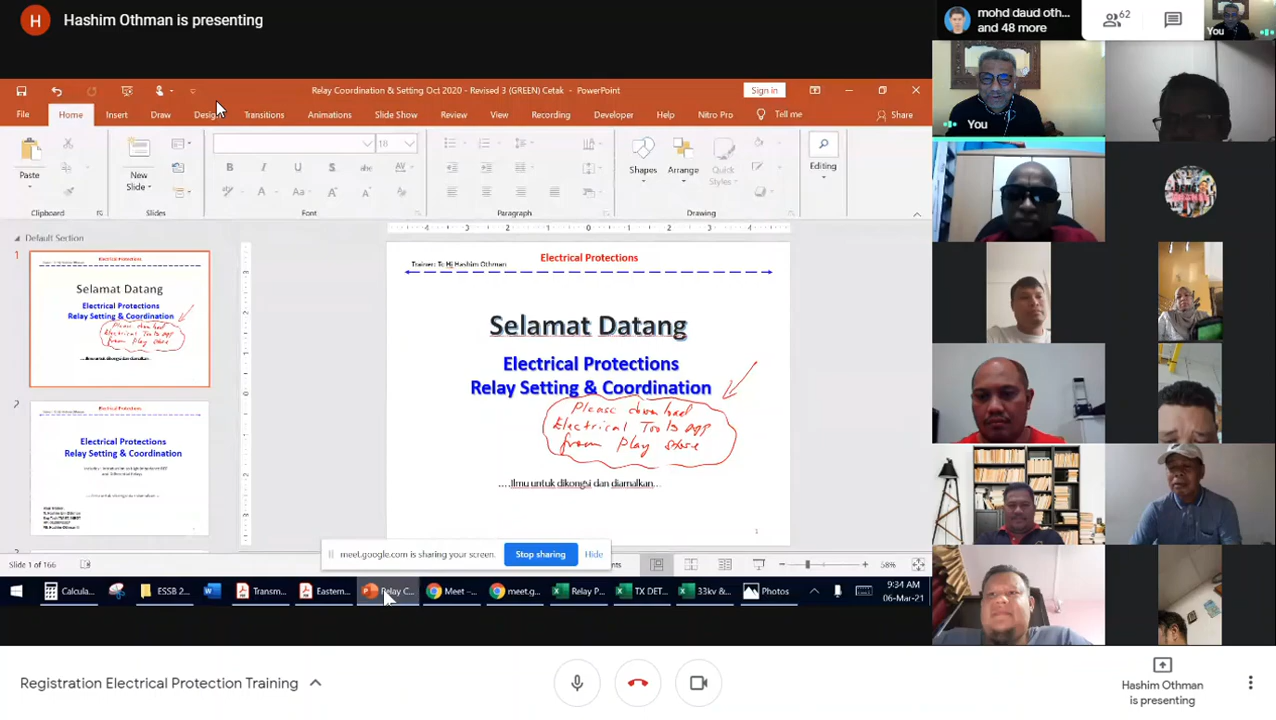 H Hashim Othman is presenting
mohd daud oth...
and 48 more
62
You
Relay Coordination & Setting Oct 2020 - Revised 3 (GREEN) Cetak - PowerPoint
Sign in
File Home Insert Draw Design Transitions Animations Slide Show Review View Recording Developer Help Nitro Pro Tell me Share
18
Paste
New
Slide
Shapes
Arrange
Quick
Styles
Editing
Clipboard Slides Font Paragraph Drawing
You
Default Section
1
Electrical Protections
Selamat Datang
Electrical Protections
Relay Setting & Coordination
Please download
Electrical Tools app
from Play store
2
Electrical Protections
Electrical Protections
Relay Setting & Coordination
Trainer: Ts Hj Hashim Othman
Electrical Protections
Selamat Datang
Electrical Protections
Relay Setting & Coordination
Please download
Electrical Tools app
from Play store
....Ilmu untuk dikongsi dan diamalkan...
1
meet.google.com is sharing your screen. Stop sharing Hide
Slide 1 of 166
58%
Calcula... ESSB 2... Transm... Eastern... Relay C... Meet -... meet.g... Relay P... TX DET... 33kv &... Photos
9:34 AM
06-Mar-21
Registration Electrical Protection Training
Hashim Othman
is presenting